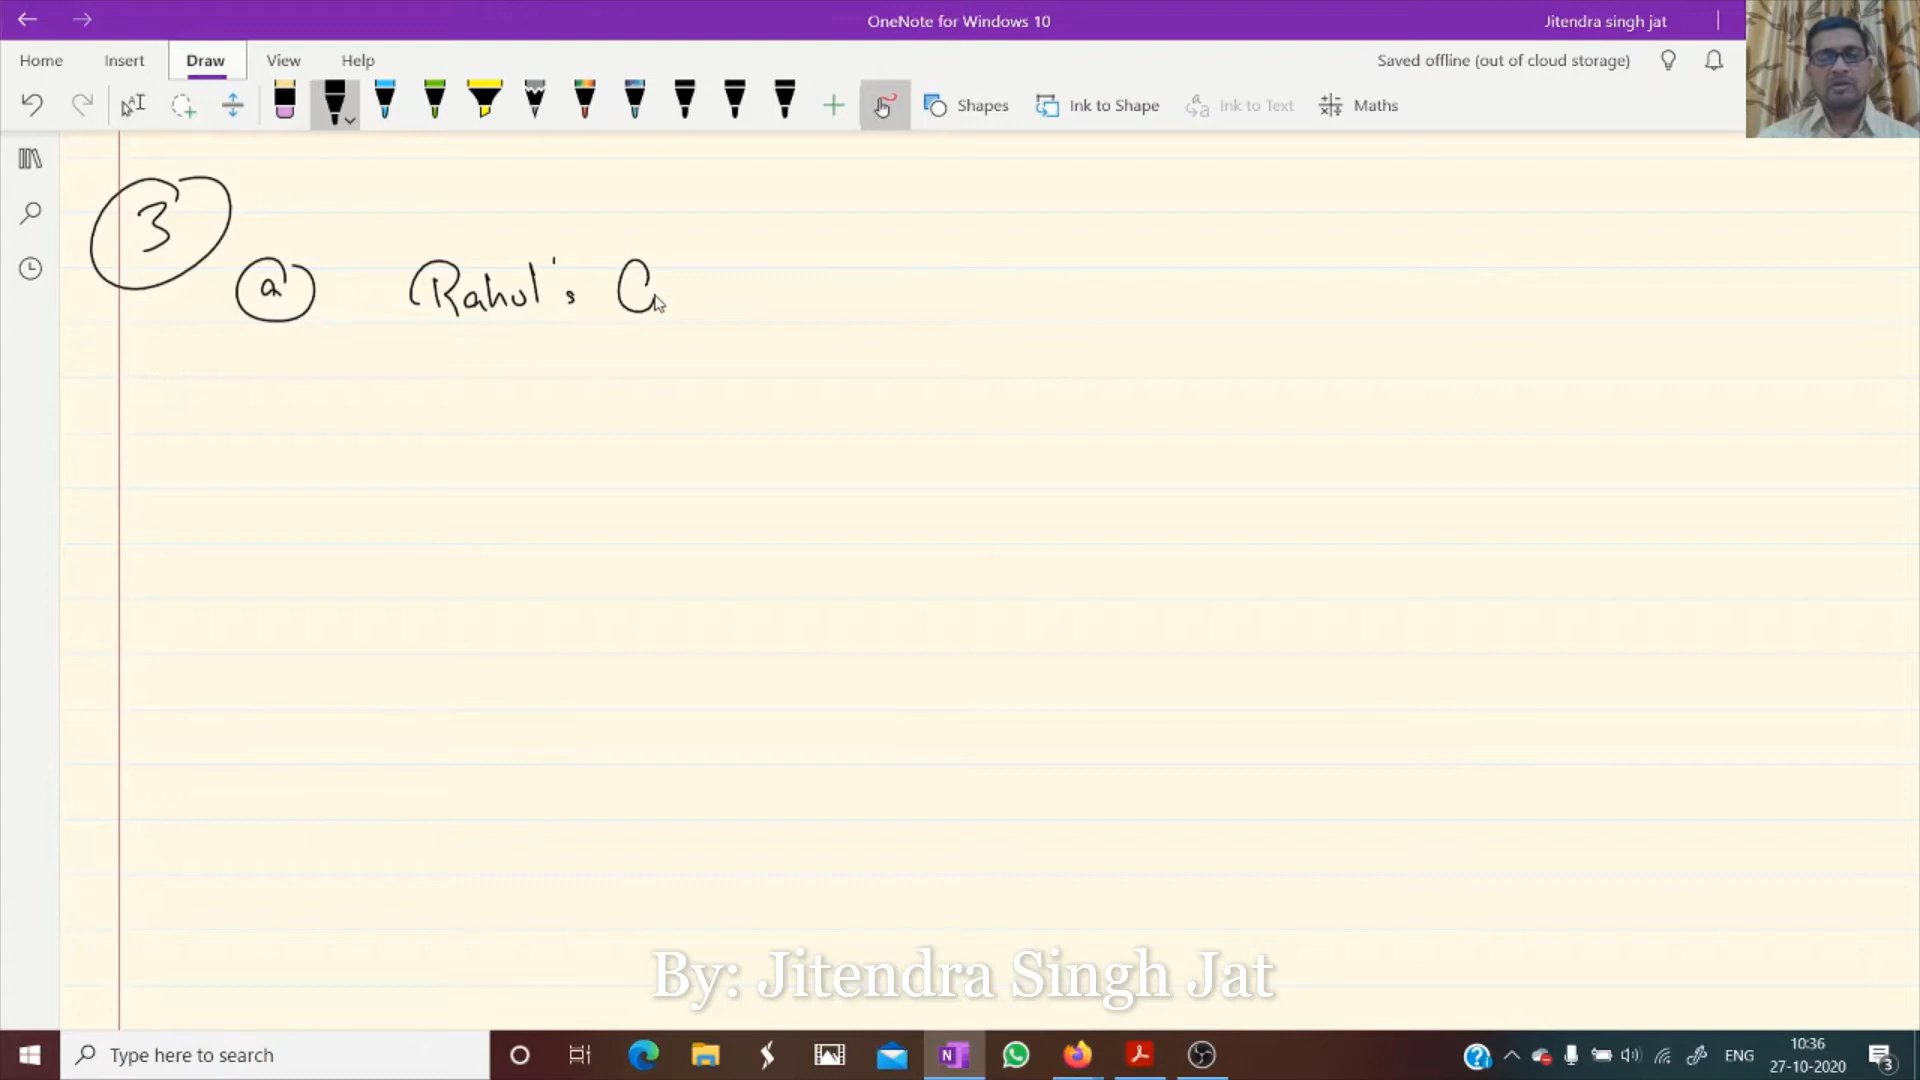 OneNote for Windows 10
Jitendra singh jat
Home Insert Draw View Help
Saved offline (out of cloud storage)
Shapes Ink to Shape Ink to Text Maths
3
a Rahul's C
By: Jitendra Singh Jat
Type here to search
ENG
10:36
27-10-2020
3